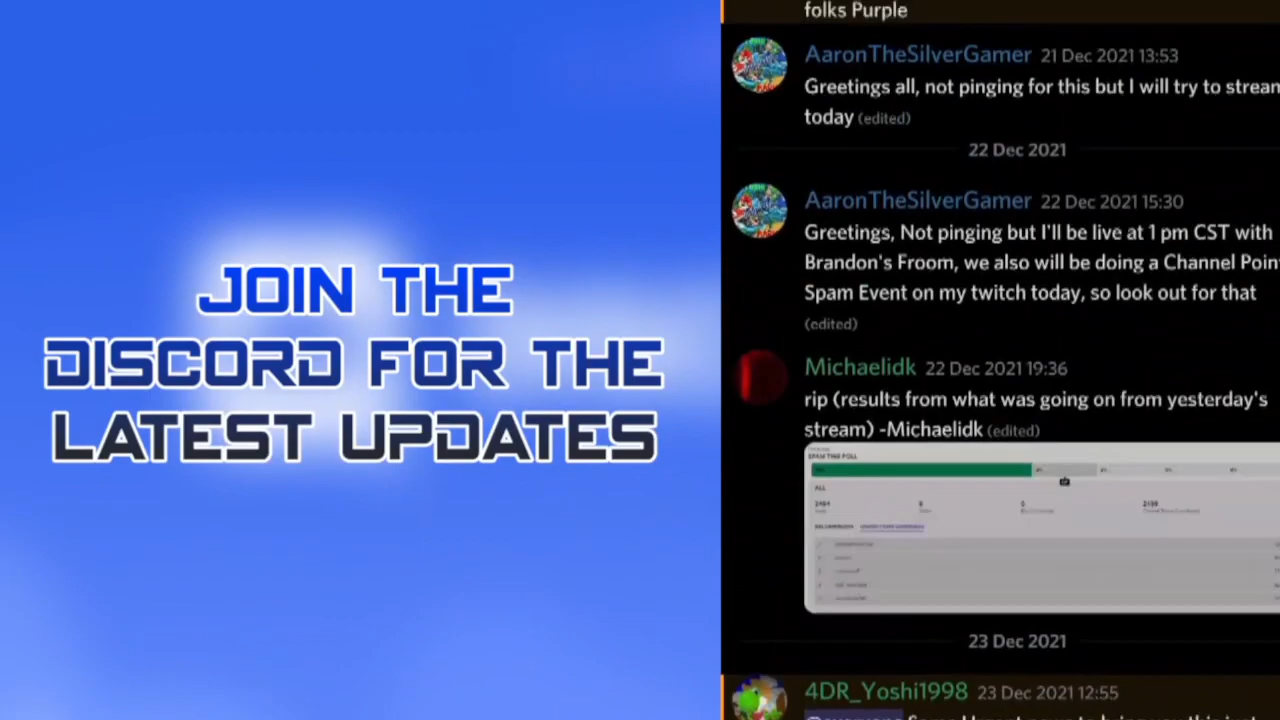 JOIN THE
DISCORD FOR THE
LATEST UPDATES
folks Purple
AaronTheSilverGamer 21 Dec 2021 13:53
Greetings all, not pinging for this but I will try to stream
today (edited)
22 Dec 2021
AaronTheSilverGamer 22 Dec 2021 15:30
Greetings, Not pinging but I'll be live at 1 pm CST with
Brandon's Froom, we also will be doing a Channel Poin
Spam Event on my twitch today, so look out for that
(edited)
Michaelidk 22 Dec 2021 19:36
rip (results from what was going on from yesterday's
stream) -Michaelidk (edited)
SPAM THIS POLL
ALL
23 Dec 2021
4DR_Yoshi1998 23 Dec 2021 12:55